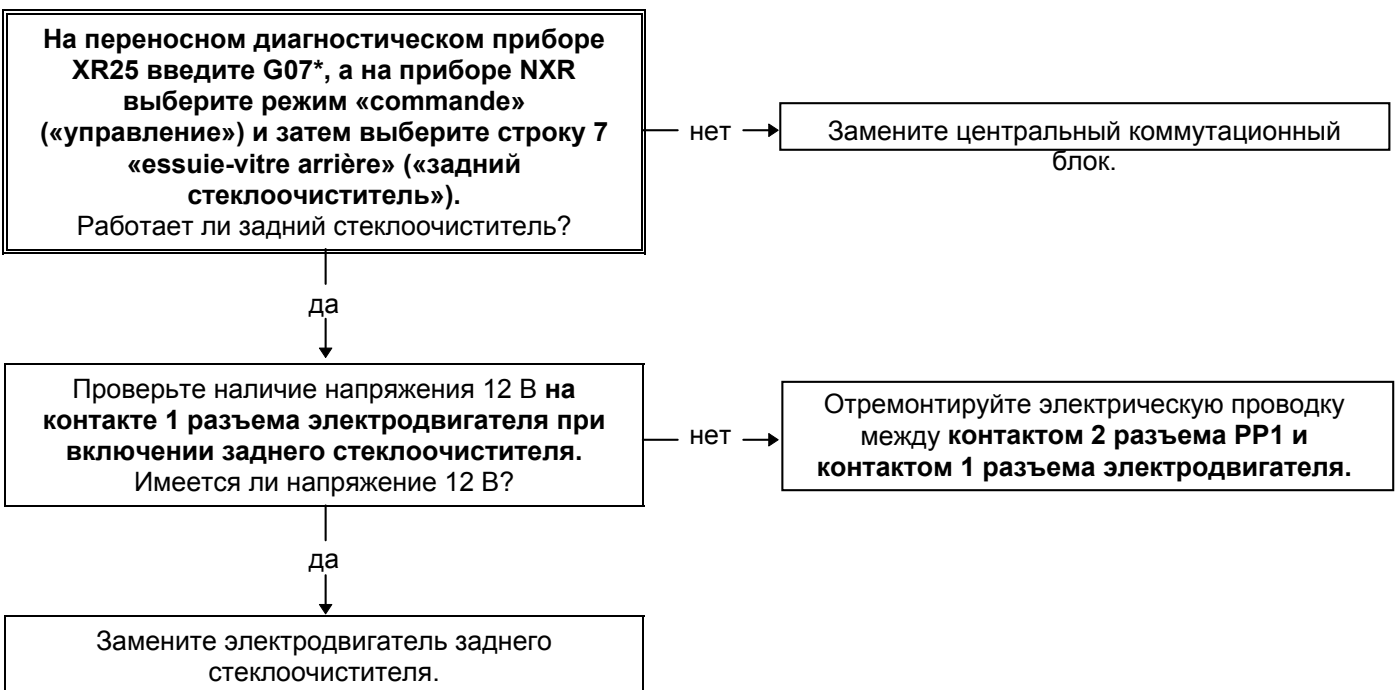 На переносном диагностическом приборе
XR25 введите G07*, а на приборе NXR
выберите режим «commande»
(«управление») и затем выберите строку 7
«essuie-vitre arrière» («задний
стеклоочиститель»).
Работает ли задний стеклоочиститель?
нет
Замените центральный коммутационный
блок.
да
Проверьте наличие напряжения 12 В на
контакте 1 разъема электродвигателя при
включении заднего стеклоочистителя.
Имеется ли напряжение 12 В?
нет
Отремонтируйте электрическую проводку
между контактом 2 разъема PP1 и
контактом 1 разъема электродвигателя.
да
Замените электродвигатель заднего
стеклоочистителя.